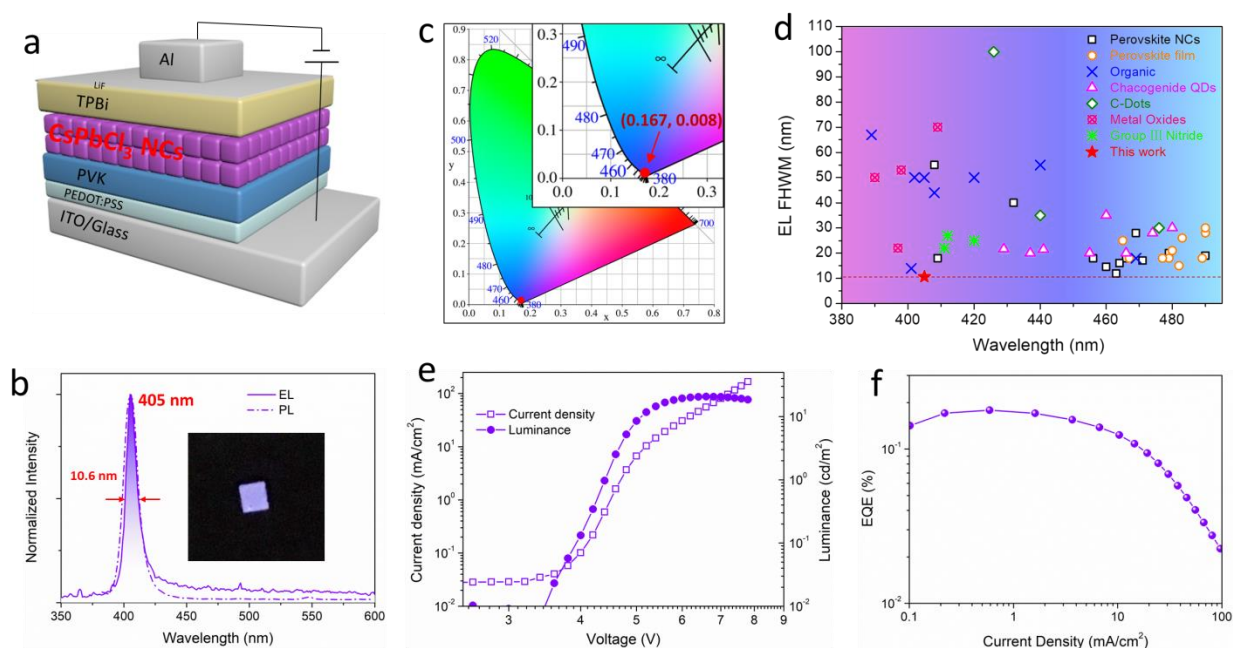 a
Al
LiF
TPBi
CsPbCl3 NCs
PVK
PEDOT:PSS
ITO/Glass
c
0.9
0.8
0.7
0.6
0.5
0.4
0.3
0.2
0.1
0.0
y
520
500
490
480
470
460
380
700
∞
490
480
470
460
380
∞
0.3
0.2
0.1
0.0
0.0 0.1 0.2 0.3
(0.167, 0.008)
0.0 0.1 0.2 0.3 0.4 0.5 0.6 0.7 0.8
x
d
EL FHWM (nm)
110
100
90
80
70
60
50
40
30
20
10
0
Perovskite NCs
Perovskite film
Organic
Chacogenide QDs
C-Dots
Metal Oxides
Group III Nitride
This work
380 400 420 440 460 480
Wavelength (nm)
b
Normalized Intensity
405 nm
10.6 nm
EL
PL
350 400 450 500 550 600
Wavelength (nm)
e
Current density (mA/cm²)
10²
10¹
10⁰
10⁻¹
10⁻²
Current density
Luminance
Luminance (cd/m²)
10¹
10⁰
10⁻¹
10⁻²
3 4 5 6 7 8 9
Voltage (V)
f
EQE (%)
10⁻¹
10⁻²
0.1 1 10 100
Current Density (mA/cm²)